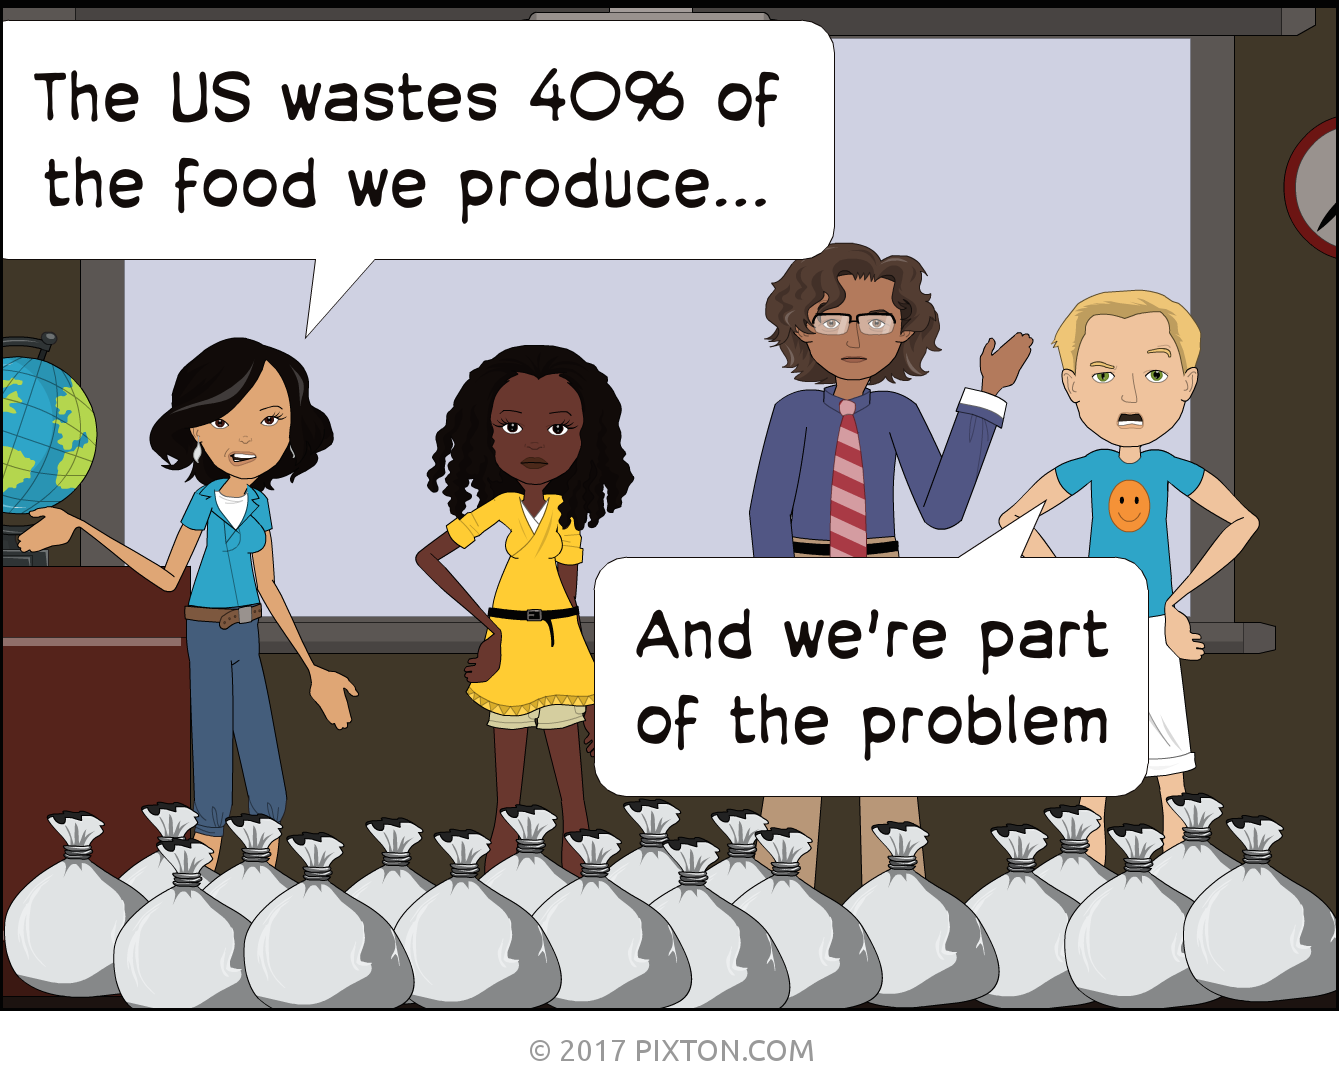 The US wastes 40% of
the food we produce...
And we're part
of the problem
© 2017 PIXTON.COM